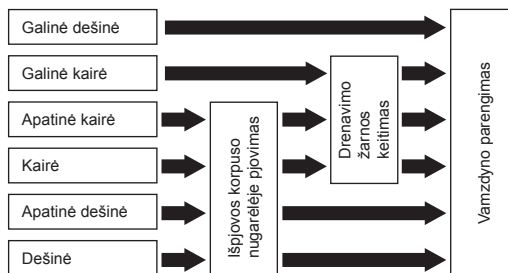 Galinė dešinė
Galinė kairė
Apatinė kairė
Kairė
Apatinė dešinė
Dešinė
Išpjovos korpuso
nugarėlėje pjovimas
Drenavimo
žarnos
keitimas
Vamzdyno parengimas